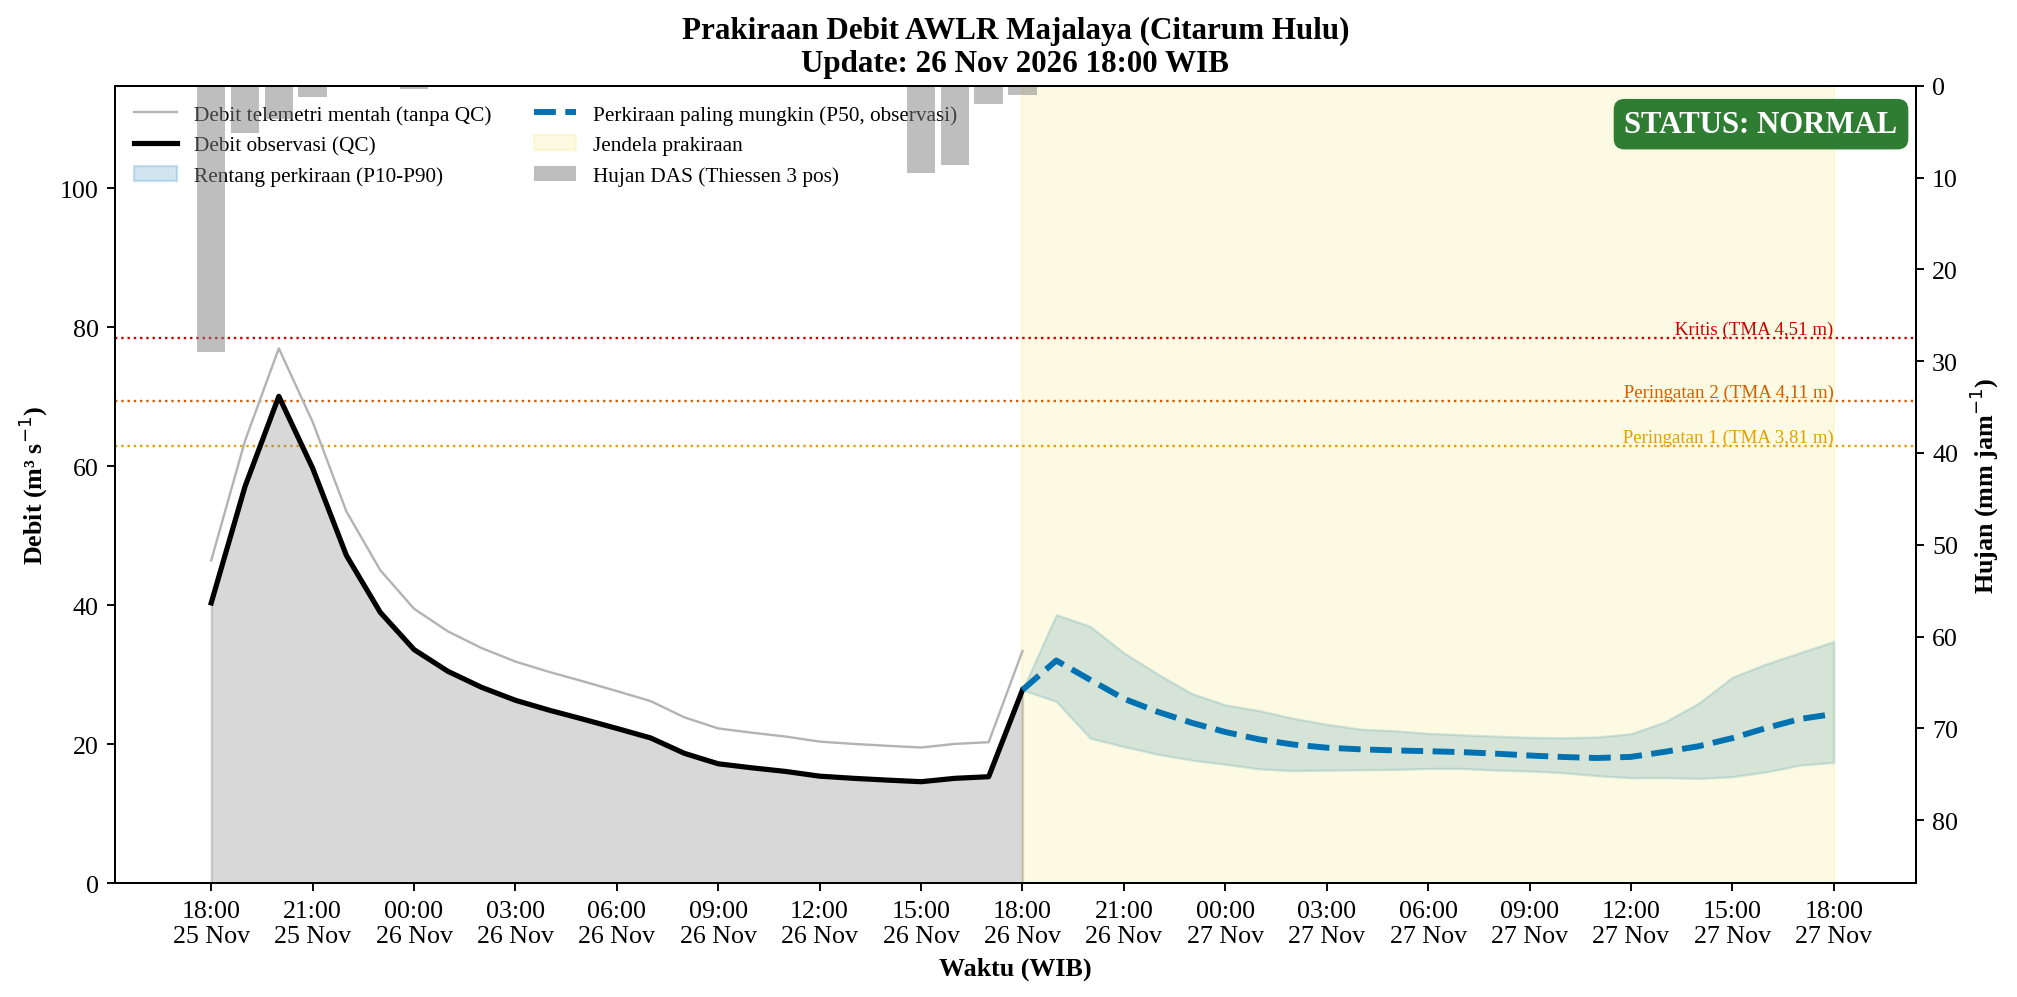 Prakiraan Debit AWLR Majalaya (Citarum Hulu)
Update: 26 Nov 2026 18:00 WIB
Debit telemetri mentah (tanpa QC)
Debit observasi (QC)
Rentang perkiraan (P10-P90)
Perkiraan paling mungkin (P50, observasi)
Jendela prakiraan
Hujan DAS (Thiessen 3 pos)
STATUS: NORMAL
Kritis (TMA 4,51 m)
Peringatan 2 (TMA 4,11 m)
Peringatan 1 (TMA 3,81 m)
Debit (m³ s⁻¹)
100
80
60
40
20
0
Hujan (mm jam⁻¹)
0
10
20
30
40
50
60
70
80
18:00 21:00 00:00 03:00 06:00 09:00 12:00 15:00 18:00 21:00 00:00 03:00 06:00 09:00 12:00 15:00 18:00
25 Nov 25 Nov 26 Nov 26 Nov 26 Nov 26 Nov 26 Nov 26 Nov 26 Nov 26 Nov 27 Nov 27 Nov 27 Nov 27 Nov 27 Nov 27 Nov 27 Nov
Waktu (WIB)